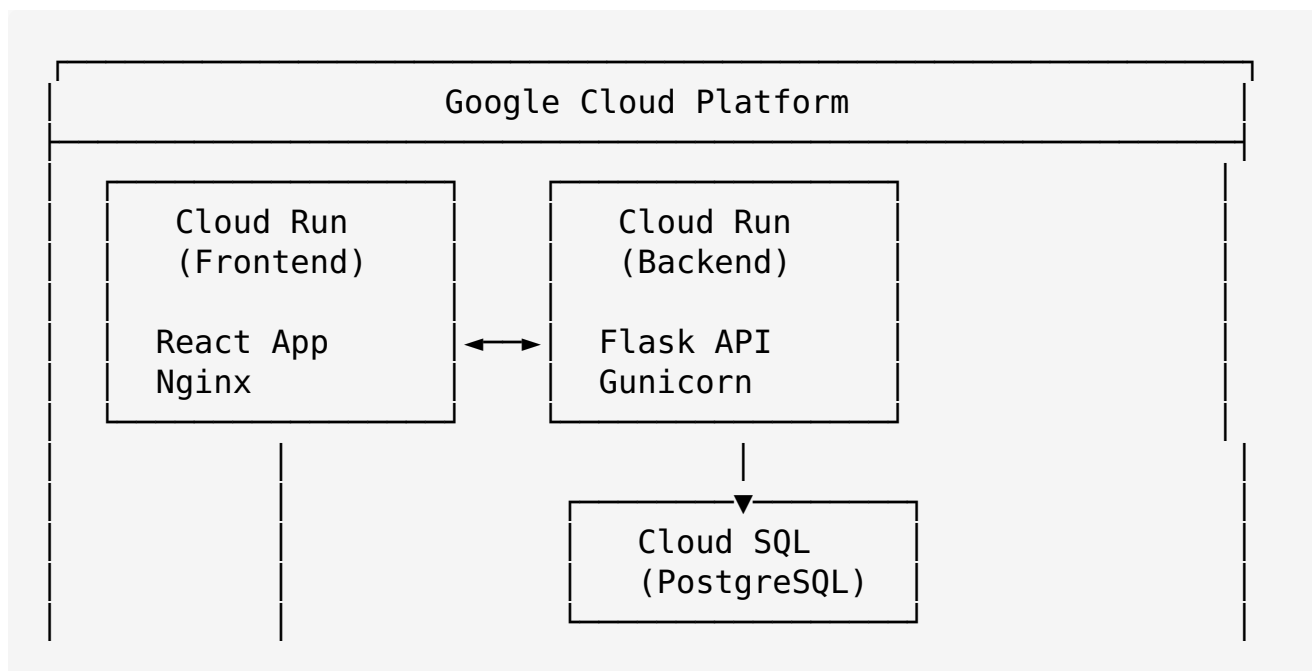 Google Cloud Platform
Cloud Run Cloud Run
(Frontend) (Backend)
React App Flask API
Nginx Gunicorn
Cloud SQL
(PostgreSQL)